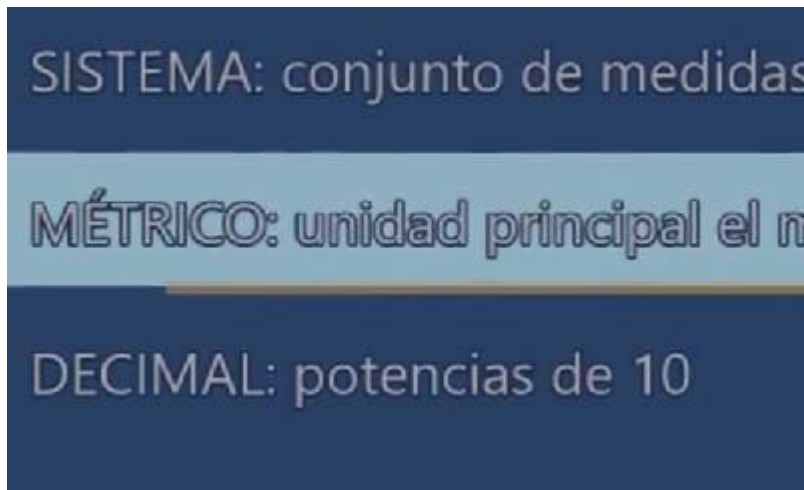 SISTEMA: conjunto de medidas
MÉTRICO: unidad principal el
DECIMAL: potencias de 10